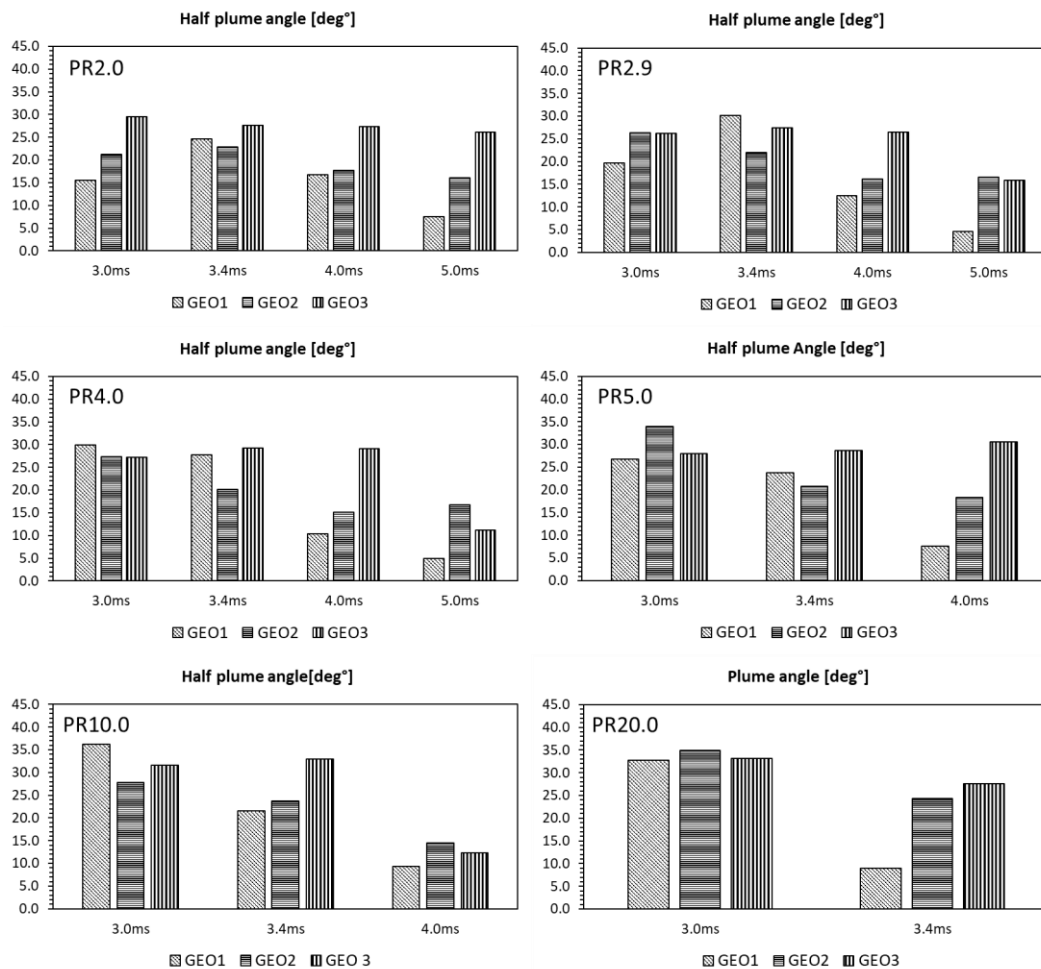 Half plume angle [deg°]
PR2.0
45.0
40.0
35.0
30.0
25.0
20.0
15.0
10.0
5.0
0.0
3.0ms 3.4ms 4.0ms 5.0ms
GEO1 GEO2 GEO3
Half plume angle [deg°]
PR2.9
45.0
40.0
35.0
30.0
25.0
20.0
15.0
10.0
5.0
0.0
3.0ms 3.4ms 4.0ms 5.0ms
GEO1 GEO2 GEO3
Half plume angle [deg°]
PR4.0
45.0
40.0
35.0
30.0
25.0
20.0
15.0
10.0
5.0
0.0
3.0ms 3.4ms 4.0ms 5.0ms
GEO1 GEO2 GEO3
Half plume Angle [deg°]
PR5.0
45.0
40.0
35.0
30.0
25.0
20.0
15.0
10.0
5.0
0.0
3.0ms 3.4ms 4.0ms
GEO1 GEO2 GEO3
Half plume angle[deg°]
PR10.0
45.0
40.0
35.0
30.0
25.0
20.0
15.0
10.0
5.0
0.0
3.0ms 3.4ms 4.0ms
GEO1 GEO2 GEO 3
Plume angle [deg°]
PR20.0
45.0
40.0
35.0
30.0
25.0
20.0
15.0
10.0
5.0
0.0
3.0ms 3.4ms
GEO1 GEO2 GEO3